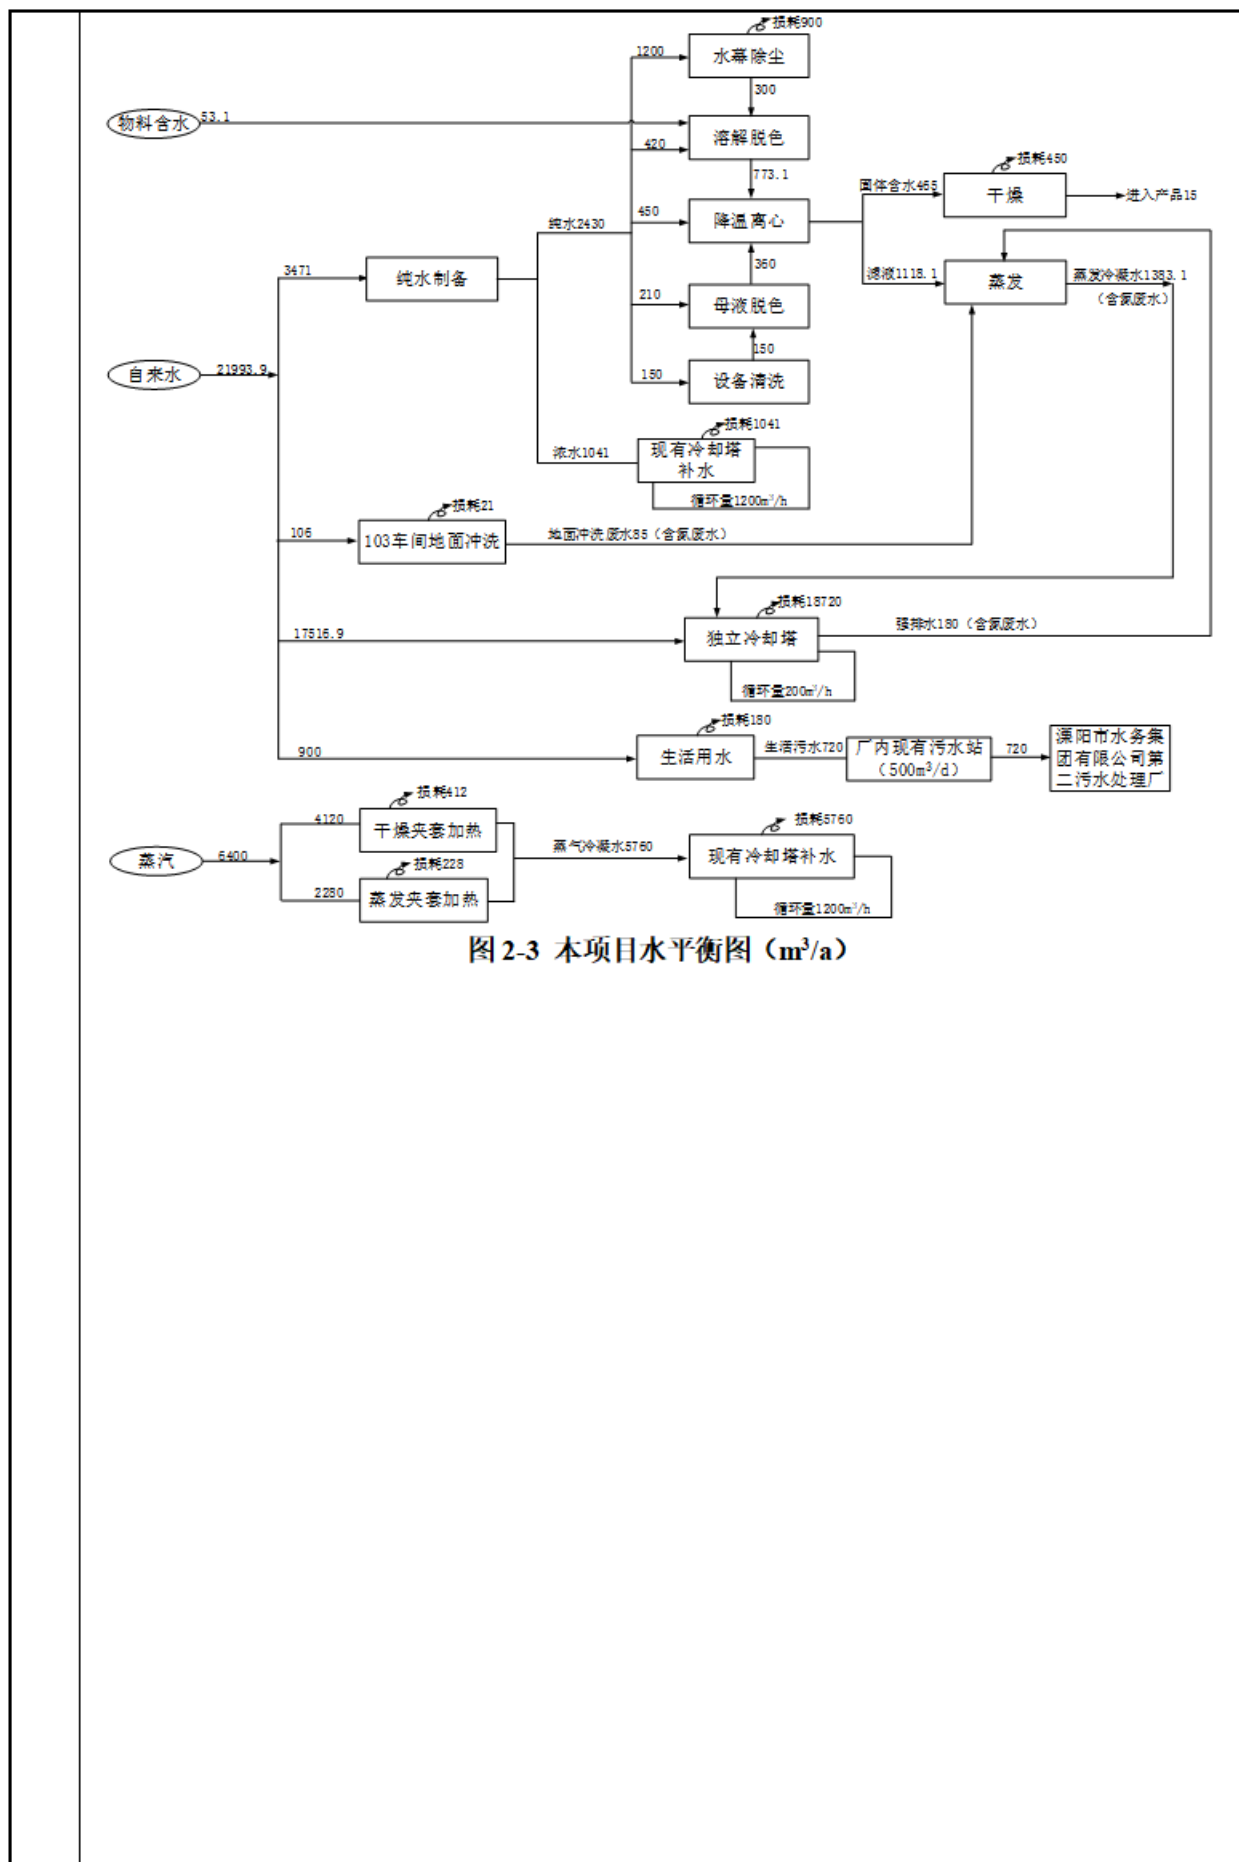 损耗900
1200
水幕除尘
300
物料含水
53.1
溶解脱色
420
773.1
损耗450
固体含水465
干燥
进入产品15
纯水2430
450
降温离心
360
3471
纯水制备
滤液1118.1
蒸发
蒸发冷凝水1383.1
（含氮废水）
210
母液脱色
150
自来水
21993.9
150
设备清洗
损耗1041
浓水1041
现有冷却塔
补水
循环量1200m³/h
损耗21
106
103车间地面冲洗
地面冲洗废水85（含氮废水）
损耗18720
17516.9
独立冷却塔
强排水180（含氮废水）
循环量200m³/h
损耗180
900
生活用水
生活污水720
厂内现有污水站
（500m³/d）
720
溧阳市水务集
团有限公司第
二污水处理厂
损耗412
4120
干燥夹套加热
损耗5760
蒸汽
6400
蒸气冷凝水5760
现有冷却塔补水
损耗228
2280
蒸发夹套加热
循环量1200m³/h
图 2-3 本项目水平衡图（m³/a）